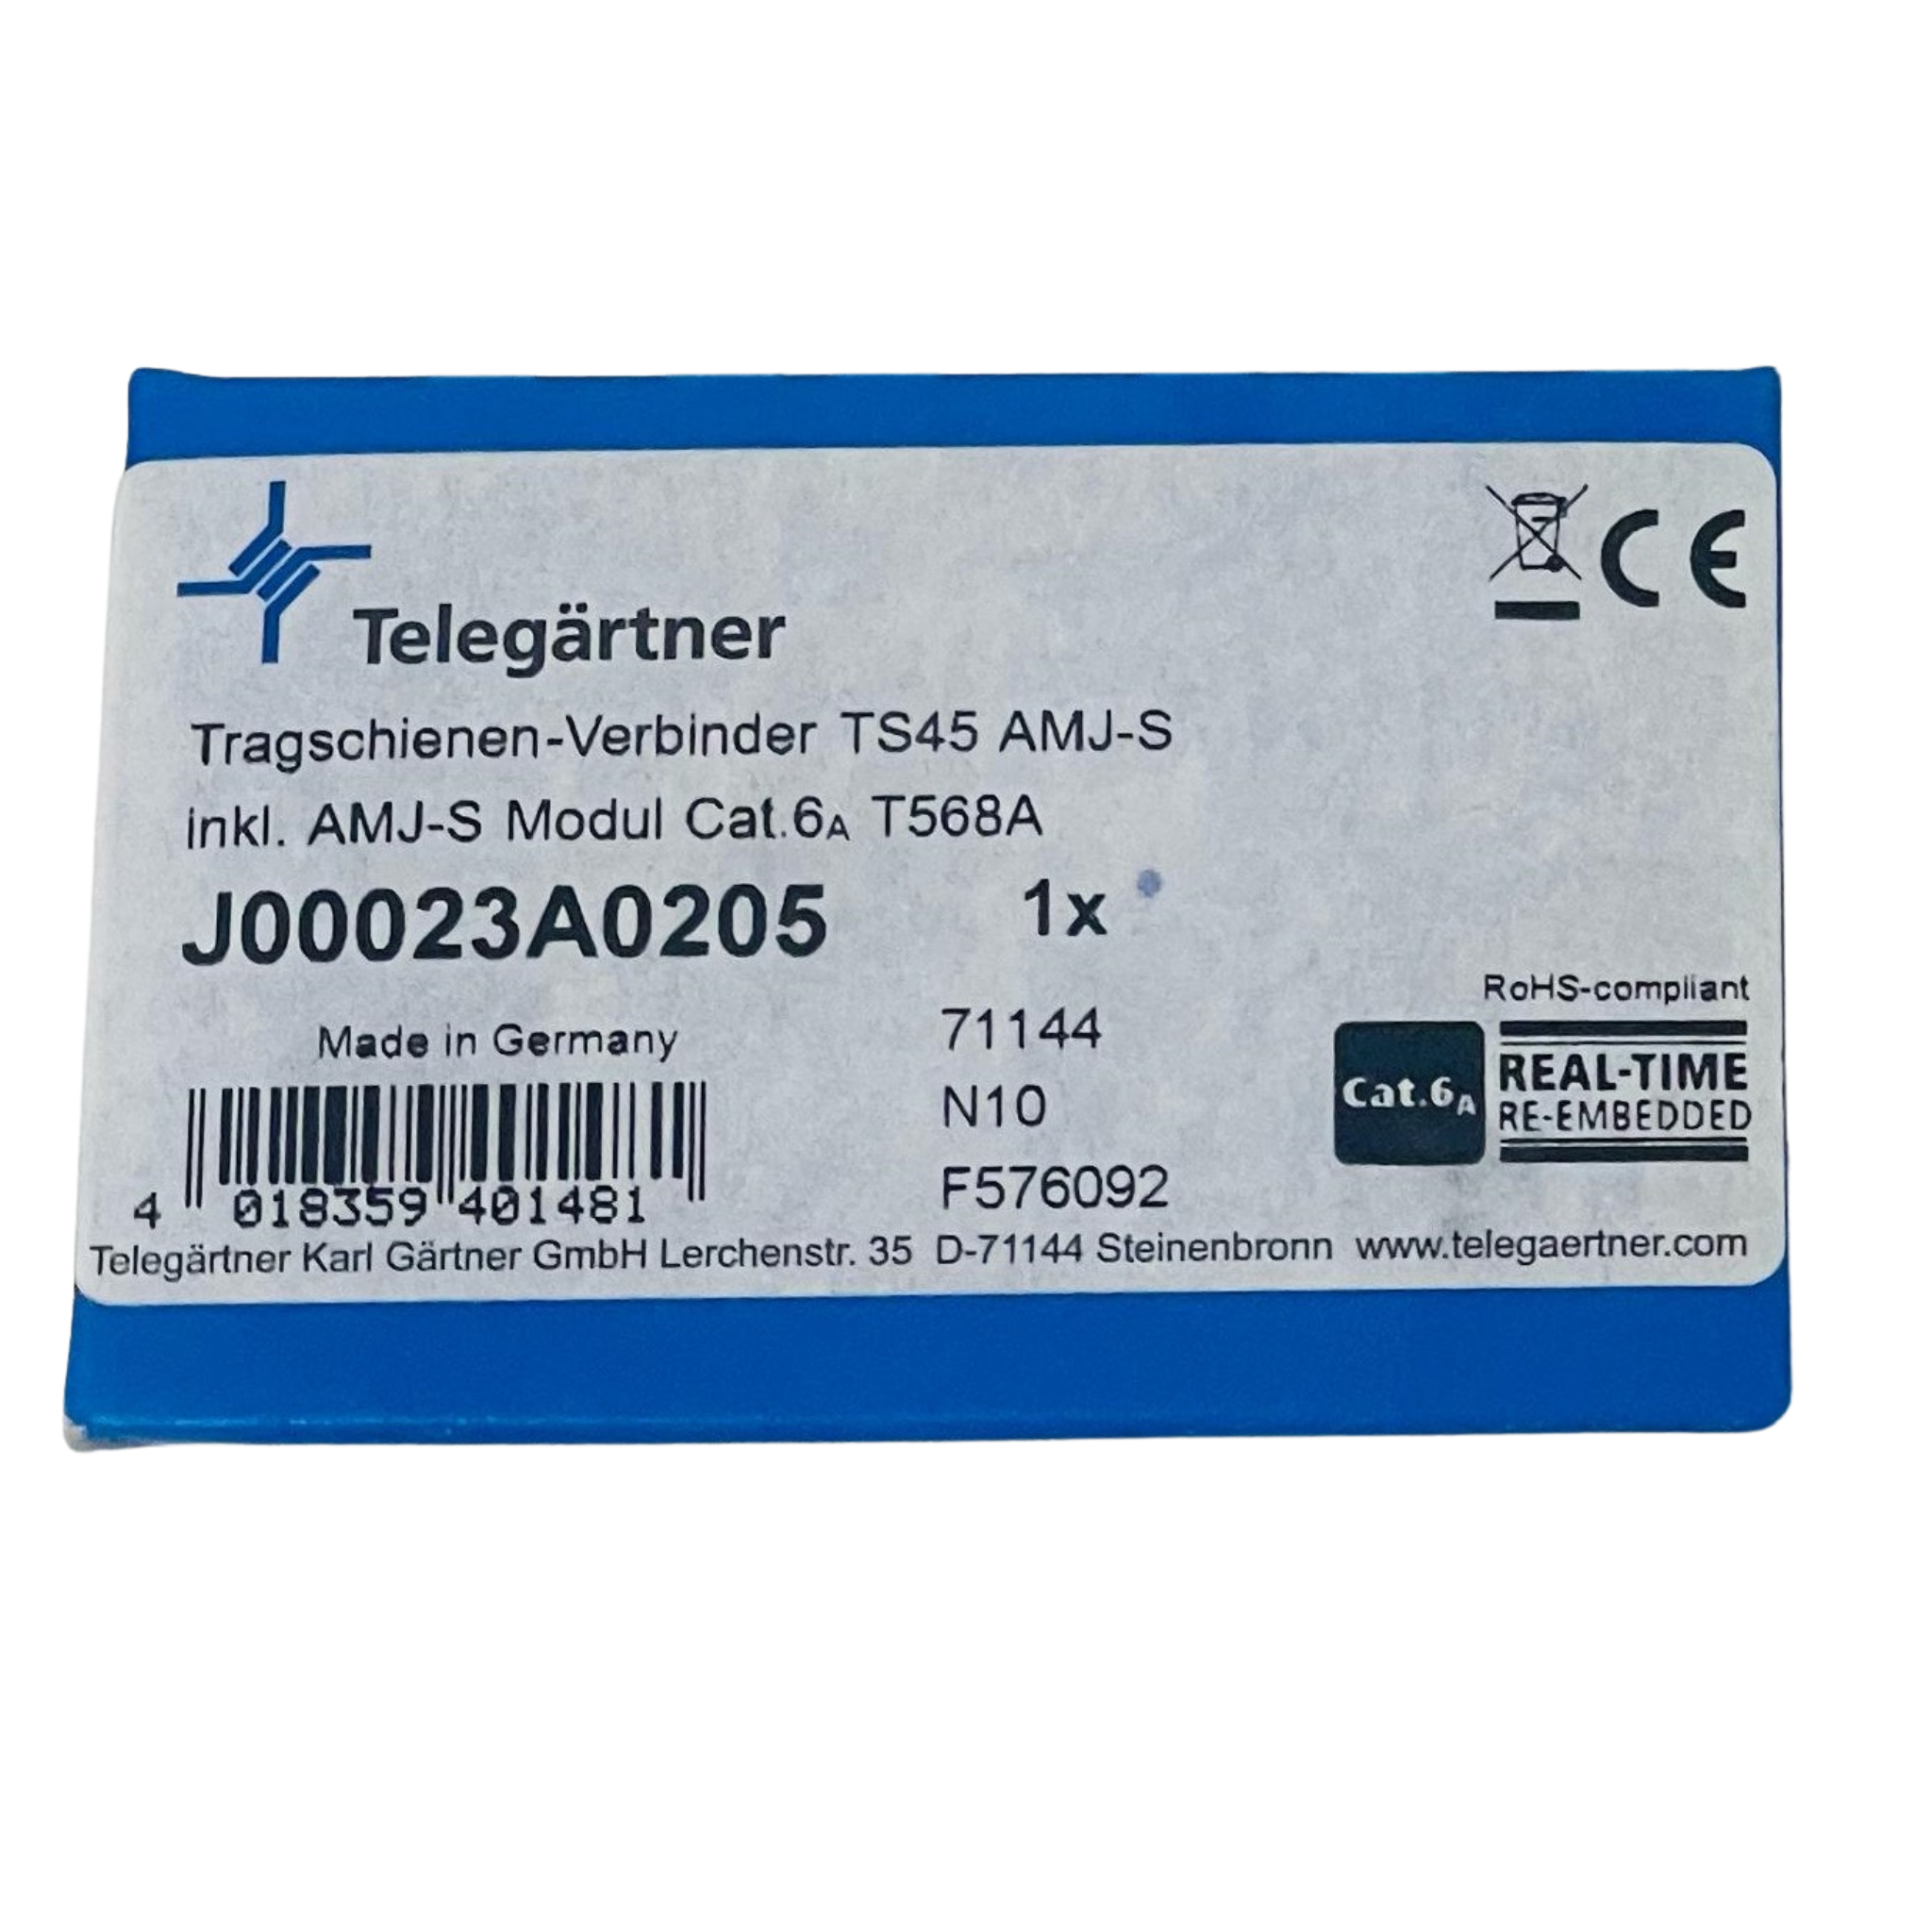 Telegärtner
CE
Tragschienen-Verbinder TS45 AMJ-S
inkl. AMJ-S Modul Cat.6A T568A
J00023A0205 1x
RoHS-compliant
Made in Germany
71144
N10
F576092
Cat.6A
REAL-TIME
RE-EMBEDDED
4 018359 401481
Telegärtner Karl Gärtner GmbH Lerchenstr. 35 D-71144 Steinenbronn www.telegaertner.com